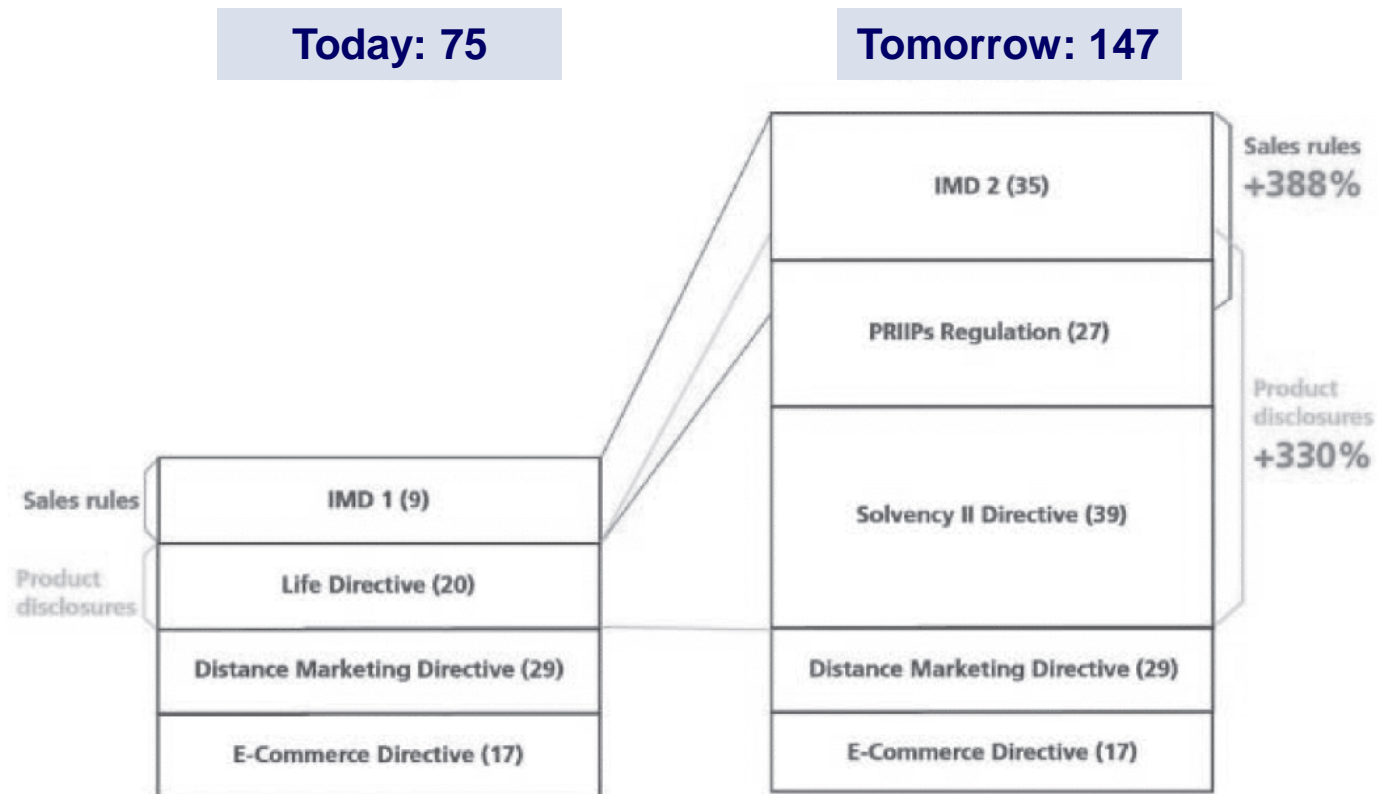 Today: 75
Tomorrow: 147
Sales rules
+388%
IMD 2 (35)
PRIIPs Regulation (27)
Product
disclosures
+330%
Solvency II Directive (39)
Sales rules
IMD 1 (9)
Product
disclosures
Life Directive (20)
Distance Marketing Directive (29)
Distance Marketing Directive (29)
E-Commerce Directive (17)
E-Commerce Directive (17)